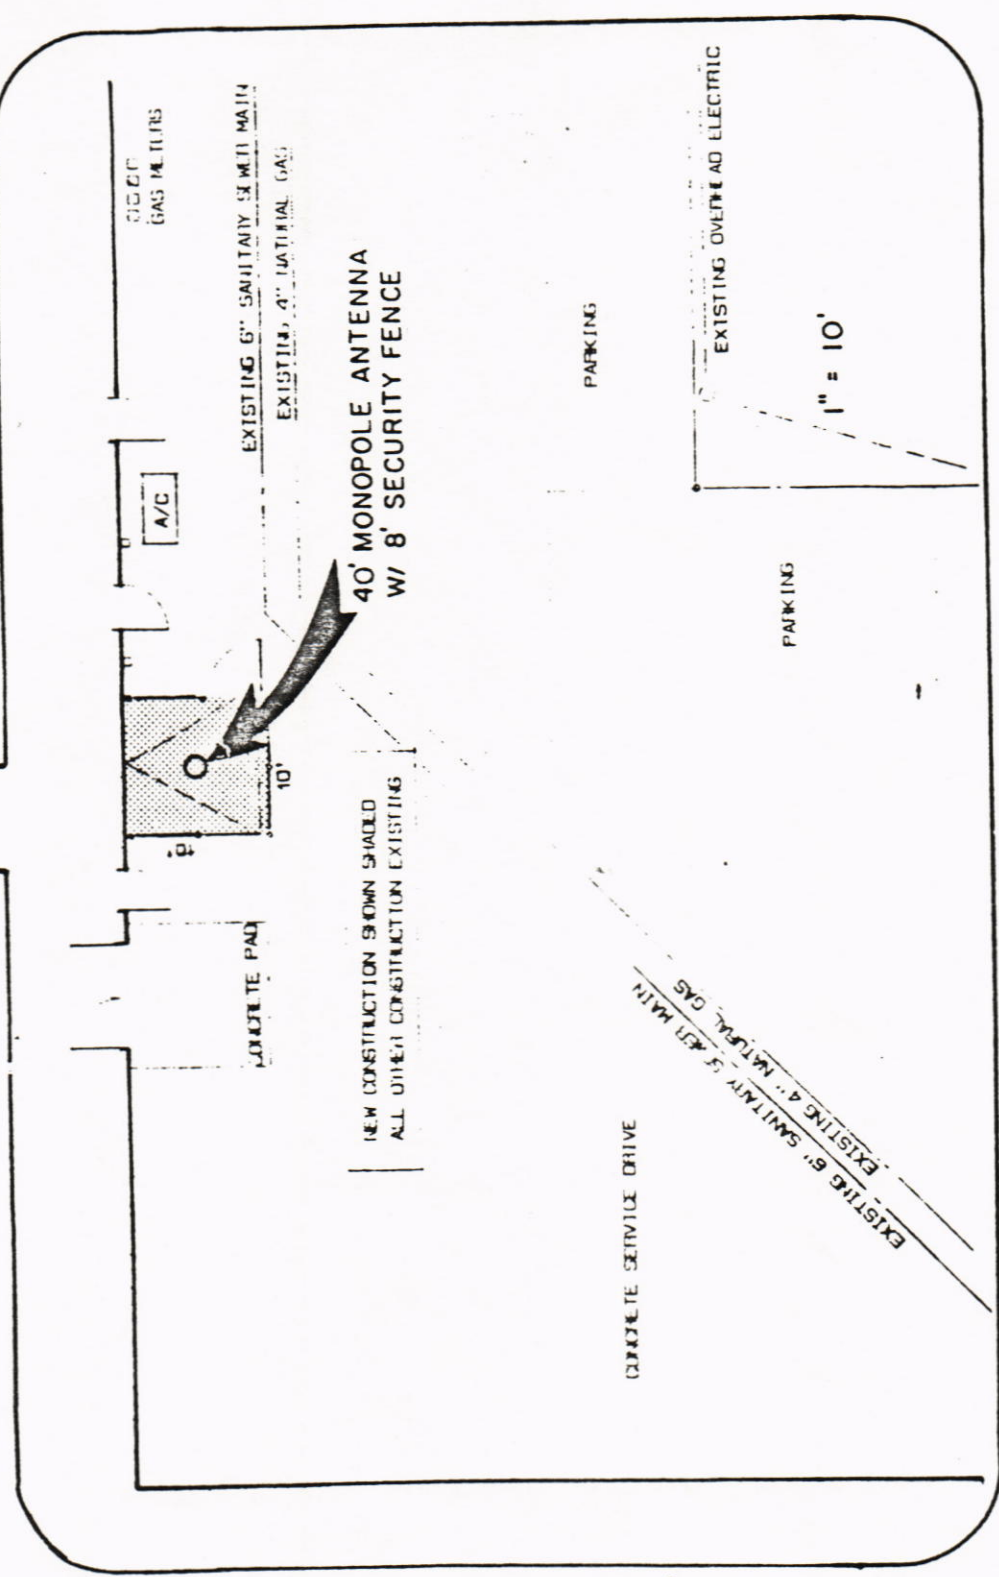 GAS METERS
EXISTING 6" SANITARY SEWER MAIN
EXISTING 4" NATURAL GAS
A/C
40' MONOPOLE ANTENNA
W/ 8' SECURITY FENCE
10'
CONCRETE PAD
NEW CONSTRUCTION SHOWN SHADED
ALL OTHER CONSTRUCTION EXISTING
PARKING
EXISTING OVERHEAD ELECTRIC
1" = 10'
PARKING
EXISTING 4" NATURAL GAS
EXISTING 6" SANITARY SEWER MAIN
CONCRETE SERVICE DRIVE